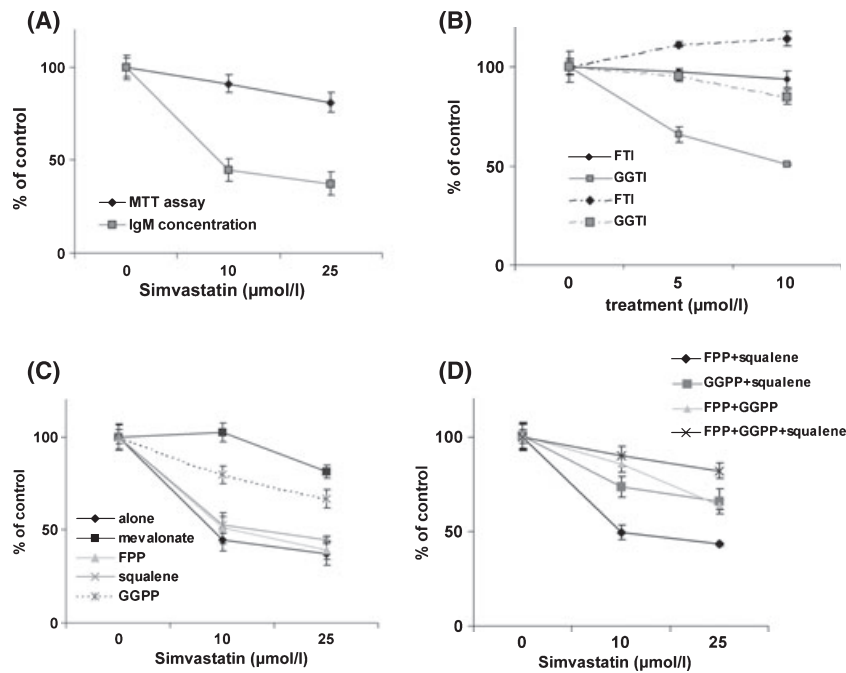 (A)
% of control
100
50
0
MTT assay
IgM concentration
0 10 25
Simvastatin (µmol/l)
(B)
% of control
100
50
0
FTI
GGTI
FTI
GGTI
0 5 10
treatment (µmol/l)
(C)
% of control
100
50
0
alone
mevalonate
FPP
squalene
GGPP
0 10 25
Simvastatin (µmol/l)
(D)
FPP+squalene
GGPP+squalene
FPP+GGPP
FPP+GGPP+squalene
% of control
100
50
0
0 10 25
Simvastatin (µmol/l)